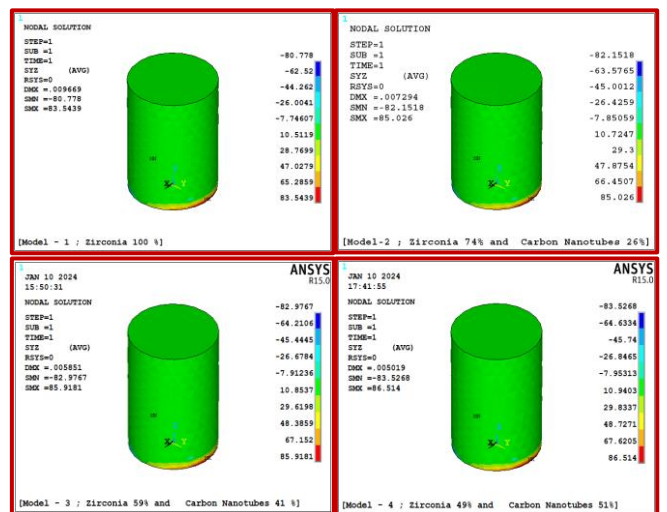 1
NODAL SOLUTION
STEP=1
SUB =1
TIME=1
SYZ (AVG)
RSYS=0
DMX =.009669
SMN =-80.778
SMX =83.5439
-80.778
-62.52
-44.262
-26.0041
-7.74607
10.5119
28.7699
47.0279
65.2859
83.5439
MX
X Y
[Model - 1 ; Zirconia 100 %]
1
NODAL SOLUTION
STEP=1
SUB =1
TIME=1
SYZ (AVG)
RSYS=0
DMX =.007294
SMN =-82.1518
SMX =85.026
-82.1518
-63.5765
-45.0012
-26.4259
-7.85059
10.7247
29.3
47.8754
66.4507
85.026
X Y
[Model-2 ; Zirconia 74% and Carbon Nanotubes 26%]
1
JAN 10 2024
15:50:31
ANSYS
R15.0
NODAL SOLUTION
STEP=1
SUB =1
TIME=1
SYZ (AVG)
RSYS=0
DMX =.005851
SMN =-82.9767
SMX =85.9181
-82.9767
-64.2106
-45.4445
-26.6784
-7.91236
10.8537
29.6198
48.3859
67.152
85.9181
X Y
[Model - 3 ; Zirconia 59% and Carbon Nanotubes 41 %]
1
JAN 10 2024
17:41:55
ANSYS
R15.0
NODAL SOLUTION
STEP=1
SUB =1
TIME=1
SYZ (AVG)
RSYS=0
DMX =.005019
SMN =-83.5268
SMX =86.514
-83.5268
-64.6334
-45.74
-26.8465
-7.95313
10.9403
29.8337
48.7271
67.6205
86.514
X Y
[Model - 4 ; Zirconia 49% and Carbon Nanotubes 51%]